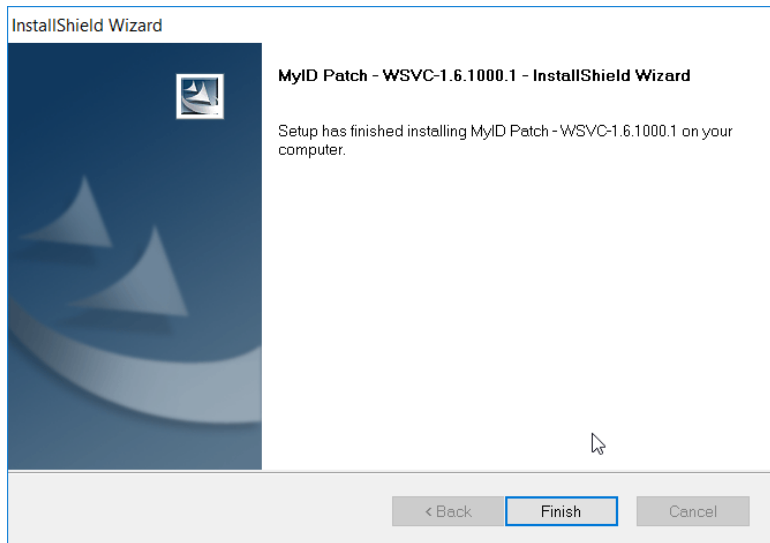 InstallShield Wizard
MyID Patch - WSVC-1.6.1000.1 - InstallShield Wizard
Setup has finished installing MyID Patch - WSVC-1.6.1000.1 on your
computer.
< Back
Finish
Cancel